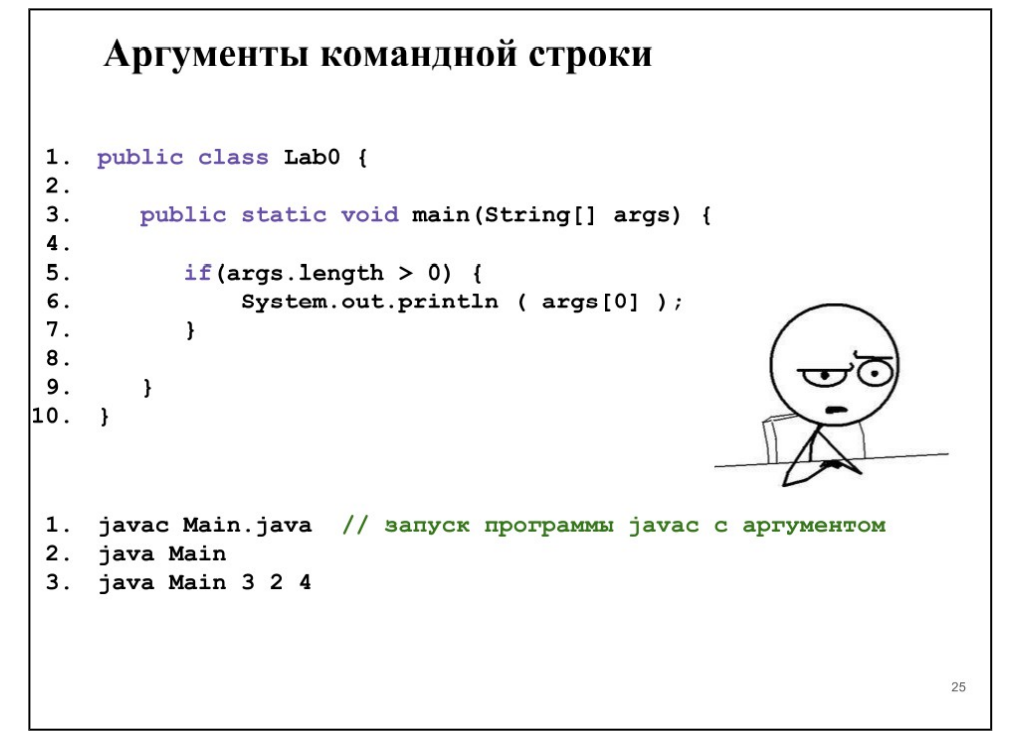 Аргументы командной строки
1. public class Lab0 {
2.
3. public static void main(String[] args) {
4.
5. if(args.length > 0) {
6. System.out.println ( args[0] );
7. }
8.
9. }
10. }
1. javac Main.java // запуск программы javac с аргументом
2. java Main
3. java Main 3 2 4
25